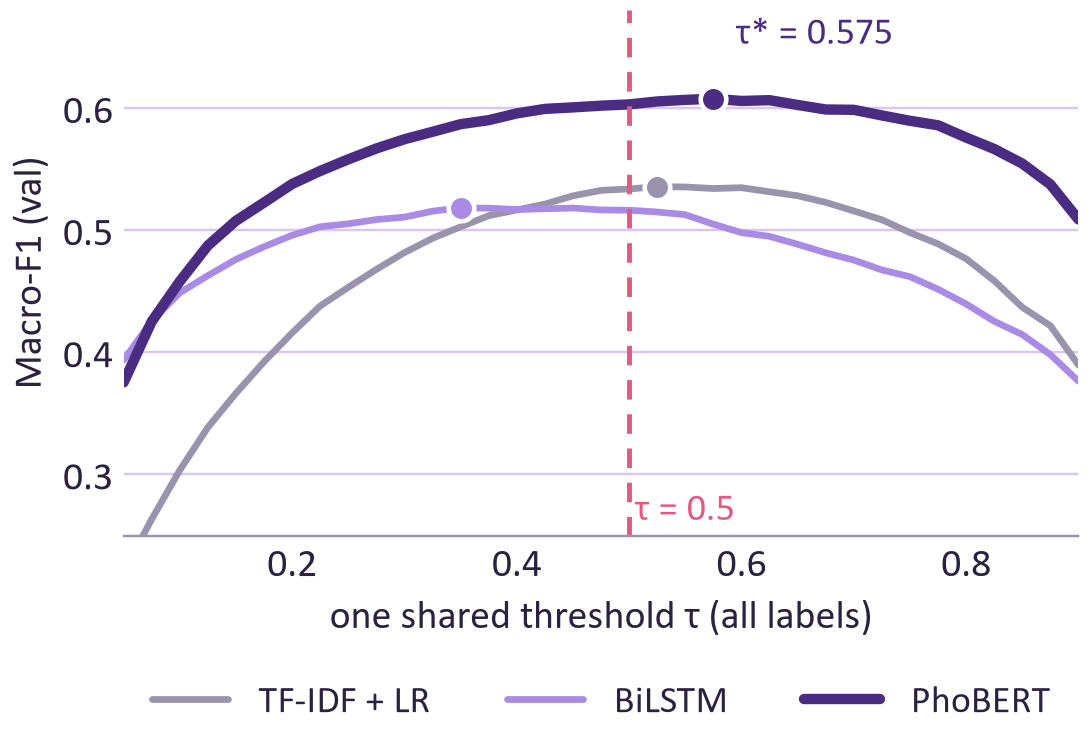 τ* = 0.575
0.6
0.5
0.4
0.3
Macro-F1 (val)
τ = 0.5
0.2 0.4 0.6 0.8
one shared threshold τ (all labels)
TF-IDF + LR BiLSTM PhoBERT